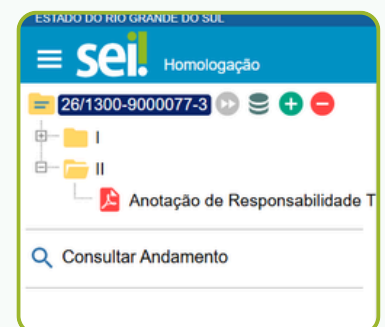 ESTADO DO RIO GRANDE DO SUL
sei! Homologação
26/1300-9000077-3
I
II
Anotação de Responsabilidade T
Consultar Andamento